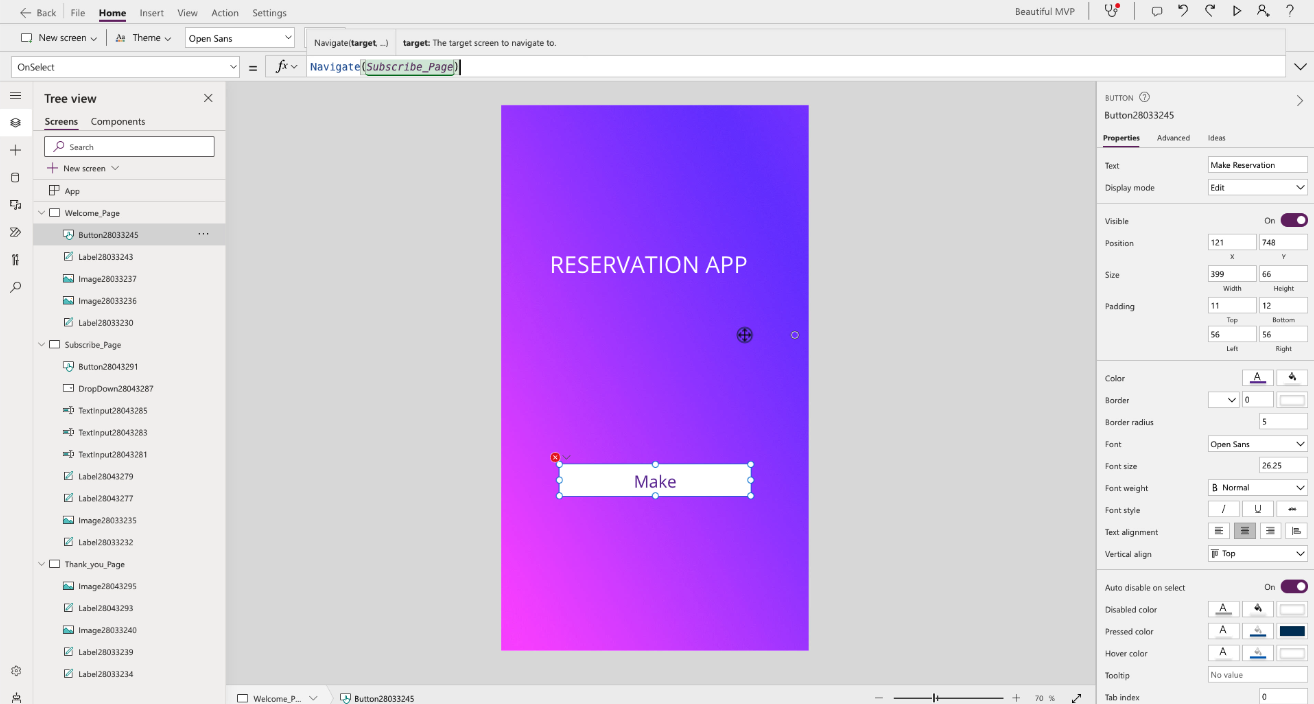 Back File Home Insert View Action Settings Beautiful MVP
New screen Theme Open Sans Navigate(target, ...) target: The target screen to navigate to.
OnSelect = fx Navigate(Subscribe_Page)
Tree view
Screens Components
Search
New screen
App
Welcome_Page
Button28033245 ...
Label28033243
Image28033237
Image28033236
Label28033230
Subscribe_Page
Button28043291
DropDown28043287
TextInput28043285
TextInput28043283
TextInput28043281
Label28043279
Label28043277
Image28033235
Label28033232
Thank_you_Page
Image28043295
Label28043293
Image28033240
Label28033239
Label28033234
RESERVATION APP
Make
Welcome_P... Button28033245 70 %
BUTTON
Button28033245
Properties Advanced Ideas
Text Make Reservation
Display mode Edit
Visible On
Position 121 748
X Y
Size 399 66
Width Height
Padding 11 12
Top Bottom
56 56
Left Right
Color A
Border 0
Border radius 5
Font Open Sans
Font size 26.25
Font weight B Normal
Font style / U abc
Text alignment
Vertical align Top
Auto disable on select On
Disabled color A
Pressed color A
Hover color A
Tooltip No value
Tab index 0